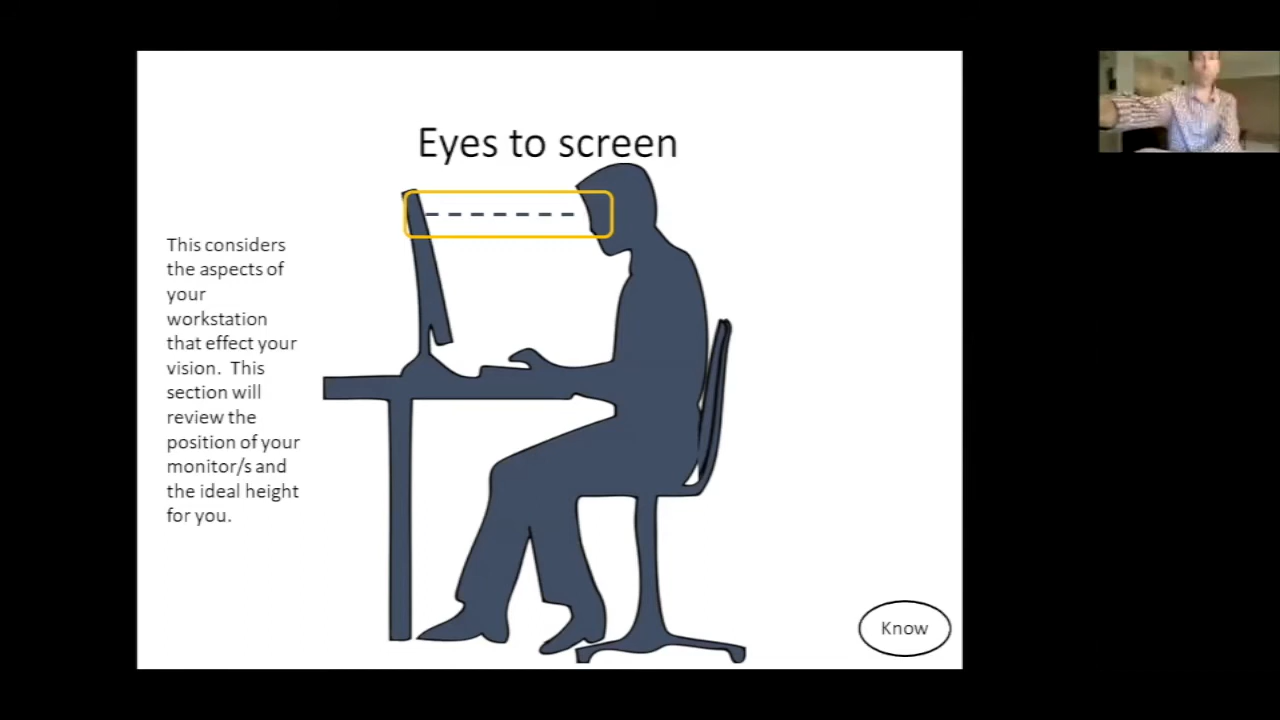 Eyes to screen
This considers
the aspects of
your
workstation
that effect your
vision.  This
section will
review the
position of your
monitor/s and
the ideal height
for you.
Know